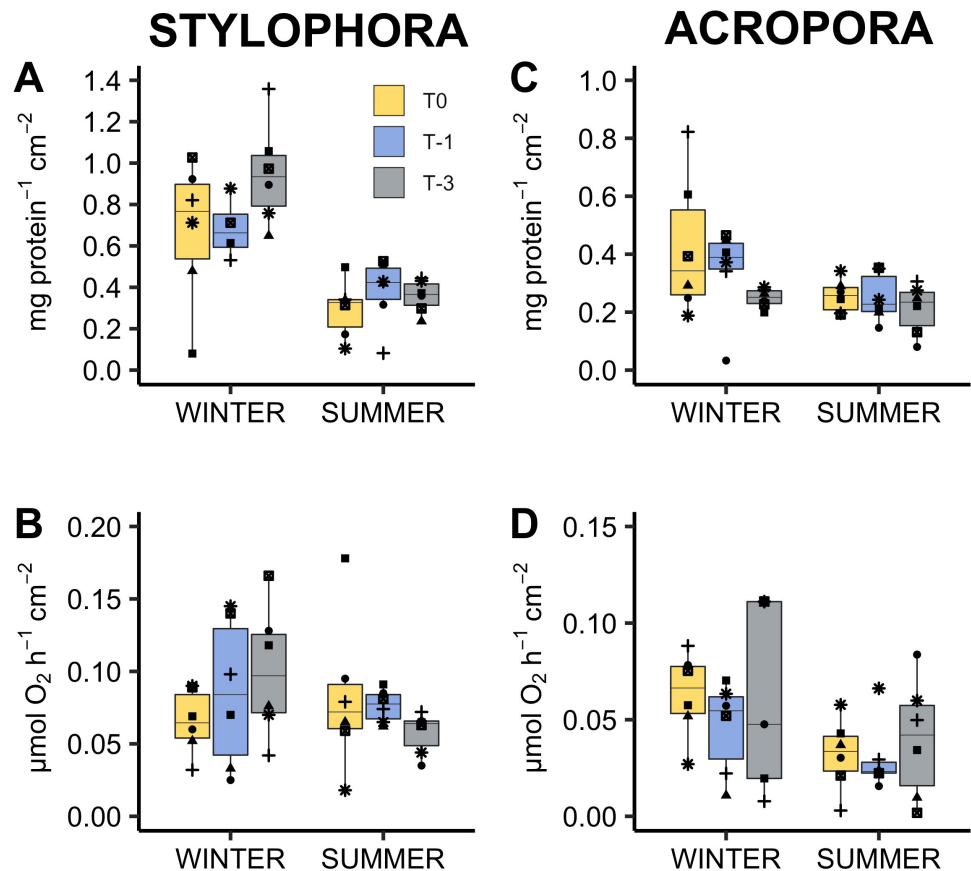 STYLOPHORA
ACROPORA
A
mg protein⁻¹ cm⁻²
1.4
1.2
1.0
0.8
0.6
0.4
0.2
0.0
T0
T-1
T-3
WINTER SUMMER
C
mg protein⁻¹ cm⁻²
1.0
0.8
0.6
0.4
0.2
0.0
WINTER SUMMER
B
µmol O₂ h⁻¹ cm⁻²
0.20
0.15
0.10
0.05
0.00
WINTER SUMMER
D
µmol O₂ h⁻¹ cm⁻²
0.15
0.10
0.05
0.00
WINTER SUMMER